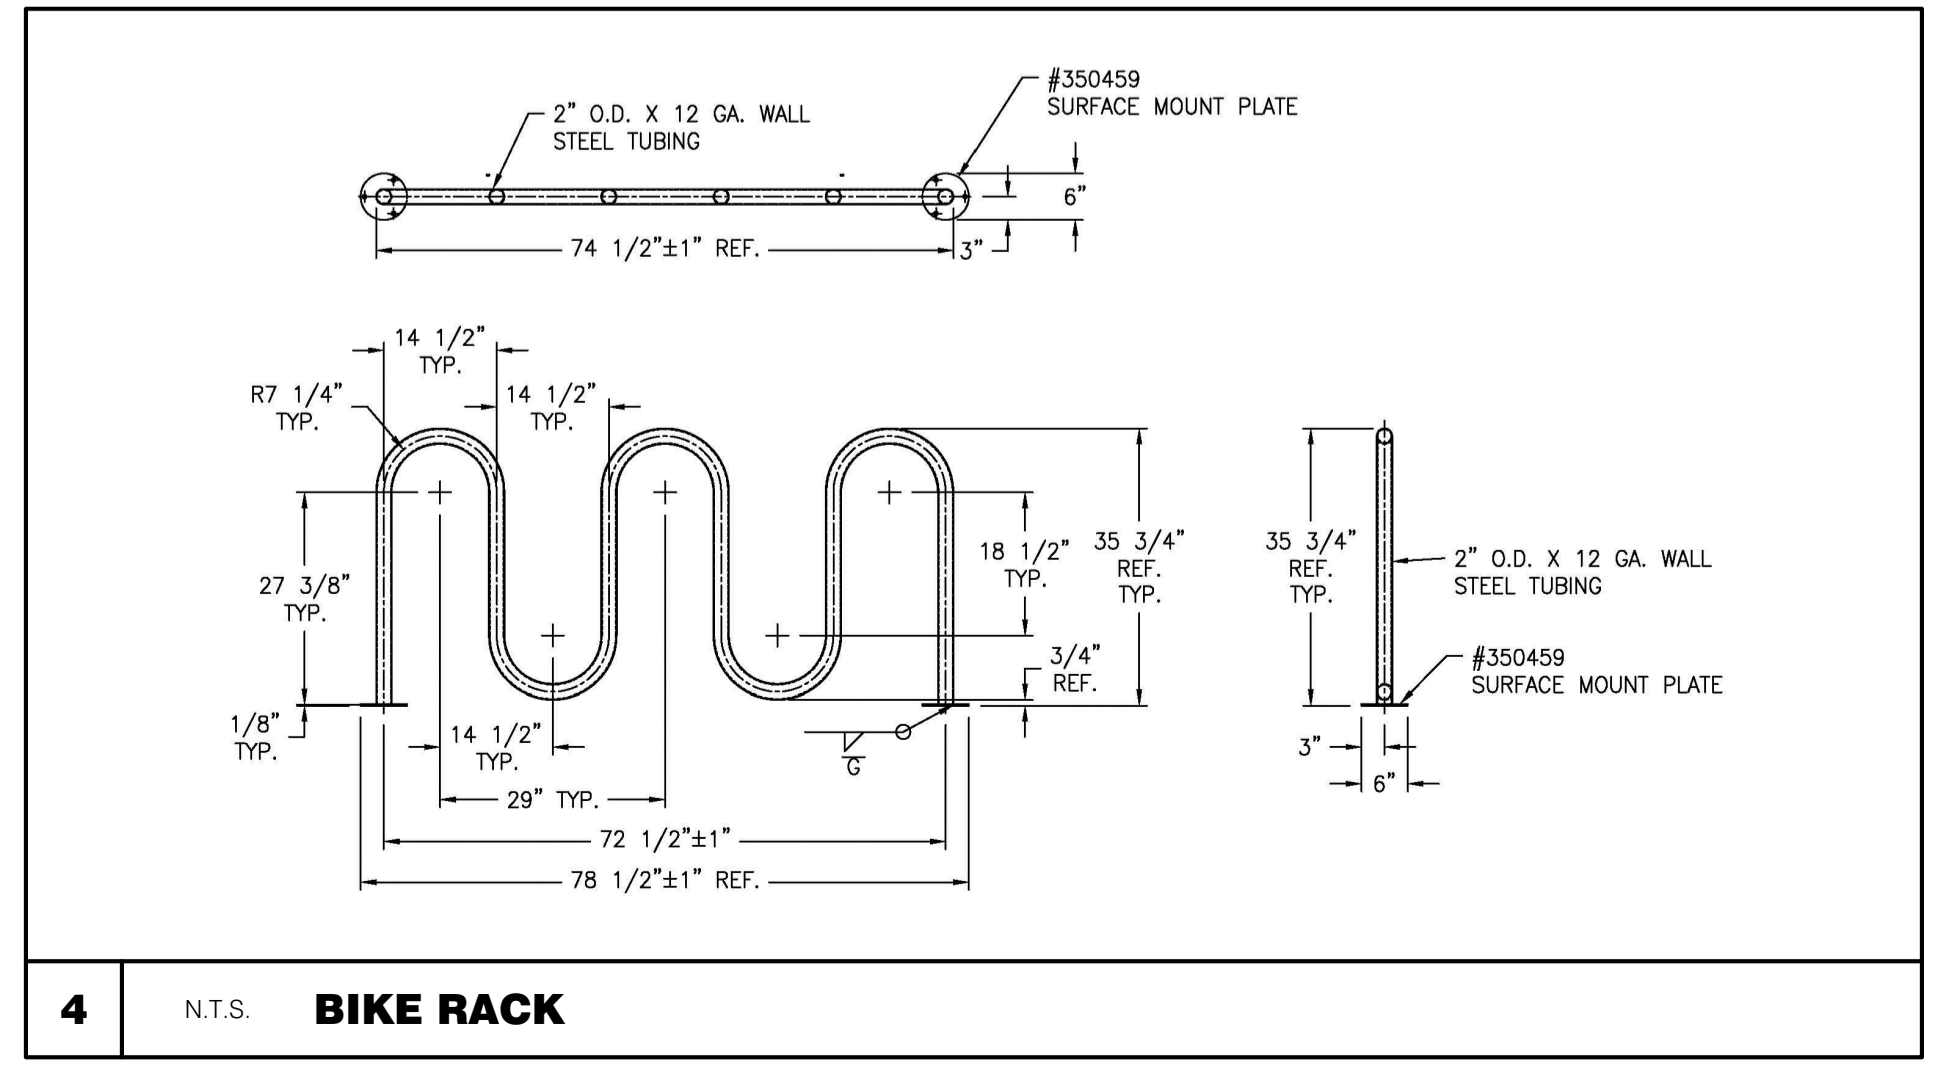 #350459
SURFACE MOUNT PLATE
2" O.D. X 12 GA. WALL
STEEL TUBING
6"
74 1/2"±1" REF.
3"
14 1/2"
TYP.
R7 1/4"
TYP.
14 1/2"
TYP.
27 3/8"
TYP.
18 1/2"
TYP.
35 3/4"
REF.
TYP.
3/4"
REF.
1/8"
TYP.
14 1/2"
TYP.
G
29" TYP.
72 1/2"±1"
78 1/2"±1" REF.
35 3/4"
REF.
TYP.
2" O.D. X 12 GA. WALL
STEEL TUBING
#350459
SURFACE MOUNT PLATE
3"
6"
4 N.T.S. BIKE RACK